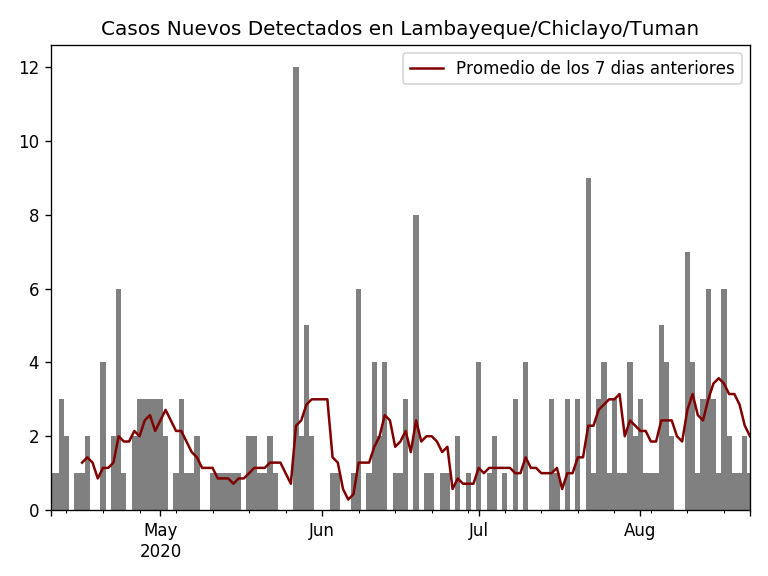 Casos Nuevos Detectados en Lambayeque/Chiclayo/Tuman
Promedio de los 7 dias anteriores
12
10
8
6
4
2
0
May
2020
Jun
Jul
Aug